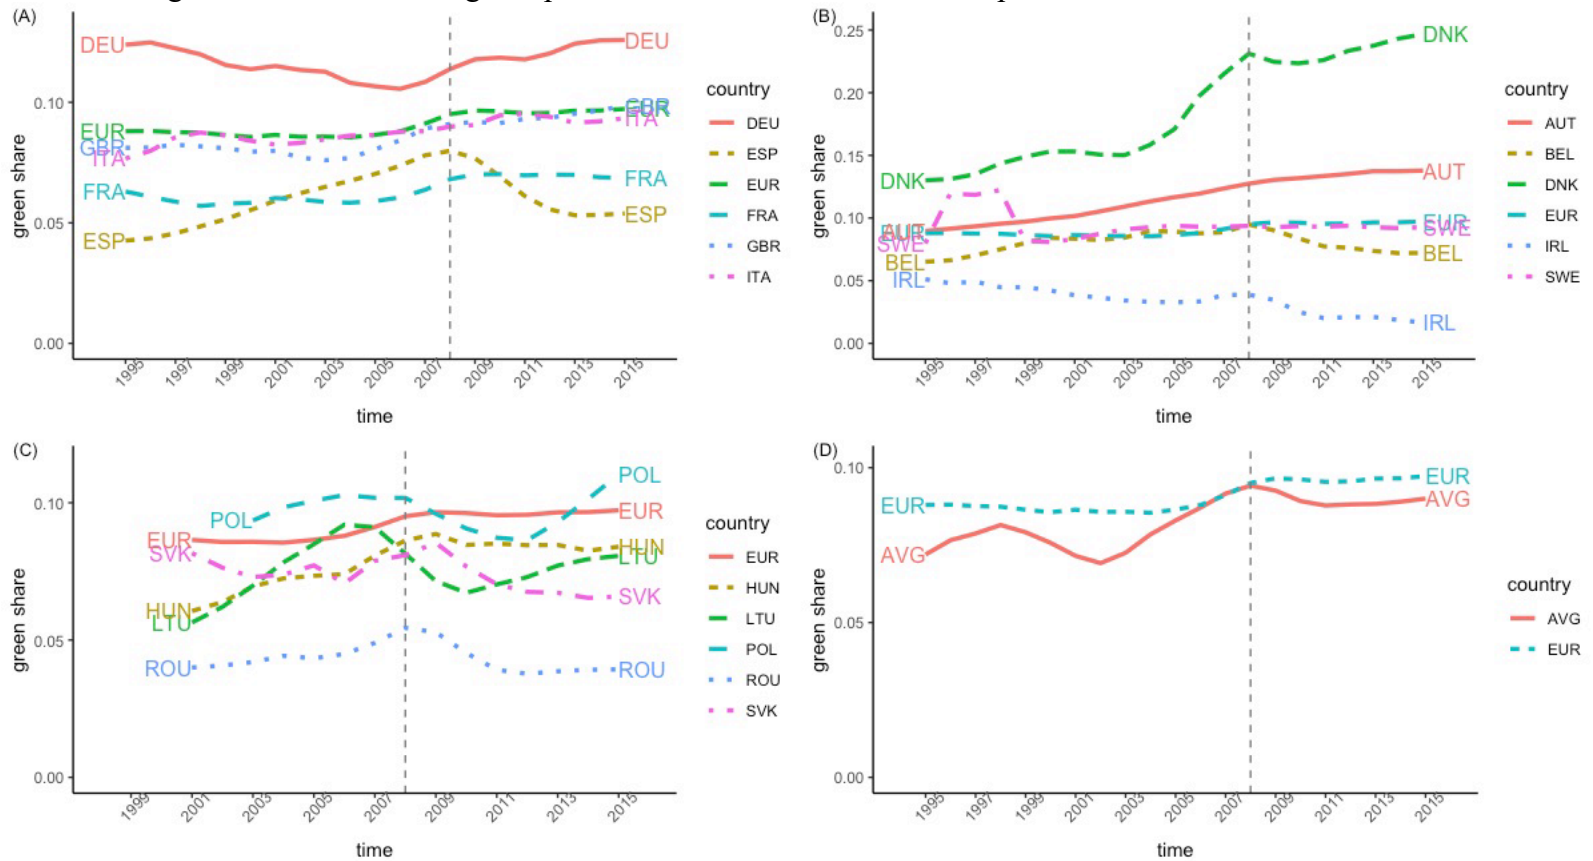 (A)
DEU
DEU
EUR
GBR
ITA
FRA
ESP
GBR
EUR
ITA
FRA
ESP
0.10
0.05
0.00
green share
1995 1997 1999 2001 2003 2005 2007 2009 2011 2013 2015
time
country
DEU
ESP
EUR
FRA
GBR
ITA
(B)
0.25
0.20
0.15
0.10
0.05
0.00
green share
DNK
DNK
AUT
EUR
SWE
BEL
IRL
AUT
EUR
SWE
BEL
IRL
1995 1997 1999 2001 2003 2005 2007 2009 2011 2013 2015
time
country
AUT
BEL
DNK
EUR
IRL
SWE
(C)
0.10
0.05
0.00
green share
POL
POL
EUR
SVK
HUN
LTU
ROU
EUR
HUN
LTU
SVK
ROU
1999 2001 2003 2005 2007 2009 2011 2013 2015
time
country
EUR
HUN
LTU
POL
ROU
SVK
(D)
0.10
0.05
0.00
green share
EUR
AVG
EUR
AVG
1995 1997 1999 2001 2003 2005 2007 2009 2011 2013 2015
time
country
AVG
EUR